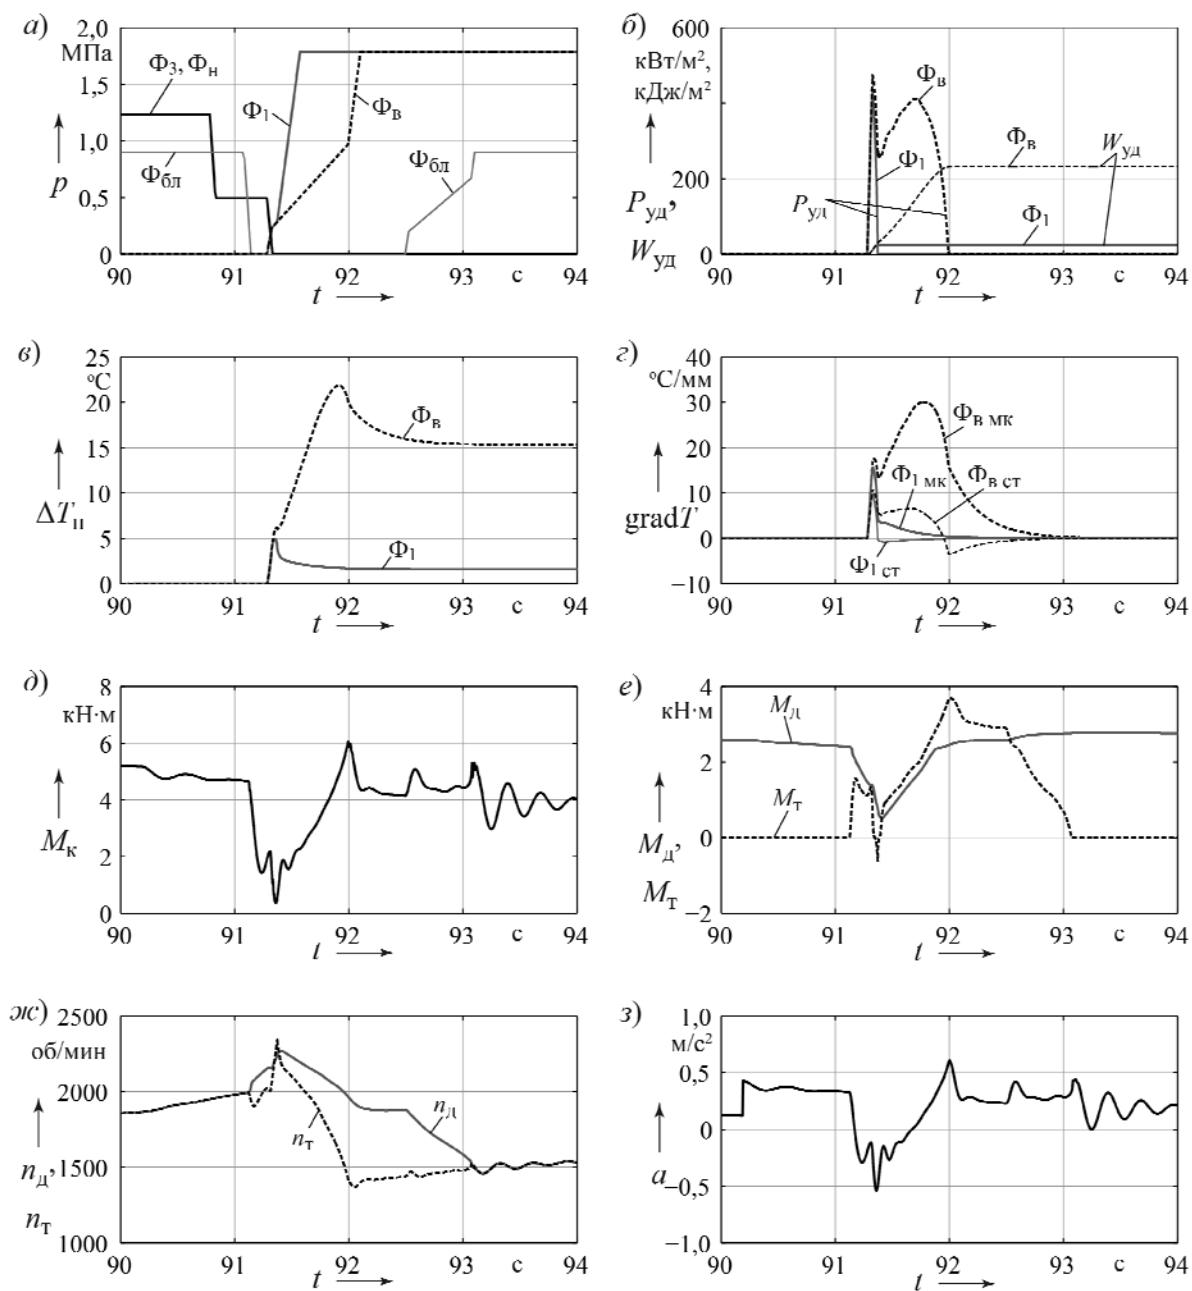 а)
2,0
МПа
1,5
1,0
0,5
0
p
Ф3, Фн
Ф1
Фв
Фбл
Фбл
90 91 92 93 с 94
t
б)
600
кВт/м²,
кДж/м²
200
0
Pуд,
Wуд
Фв
Ф1
Фв
Wуд
Pуд
Ф1
90 91 92 93 с 94
t
в)
25
°С
20
15
10
5
0
ΔTп
Фв
Ф1
90 91 92 93 с 94
t
г)
40
°С/мм
30
20
10
0
−10
gradT
Фв мк
Ф1 мк
Фв ст
Ф1 ст
90 91 92 93 с 94
t
д)
8
кН·м
6
4
2
0
Mк
90 91 92 93 с 94
t
е)
4
кН·м
2
0
−2
Mд,
Mт
Mд
Mт
90 91 92 93 с 94
t
ж)
2500
об/мин
2000
1500
1000
nд,
nт
nд
nт
90 91 92 93 с 94
t
з)
1,0
м/с²
0,5
0
−0,5
−1,0
a
90 91 92 93 с 94
t